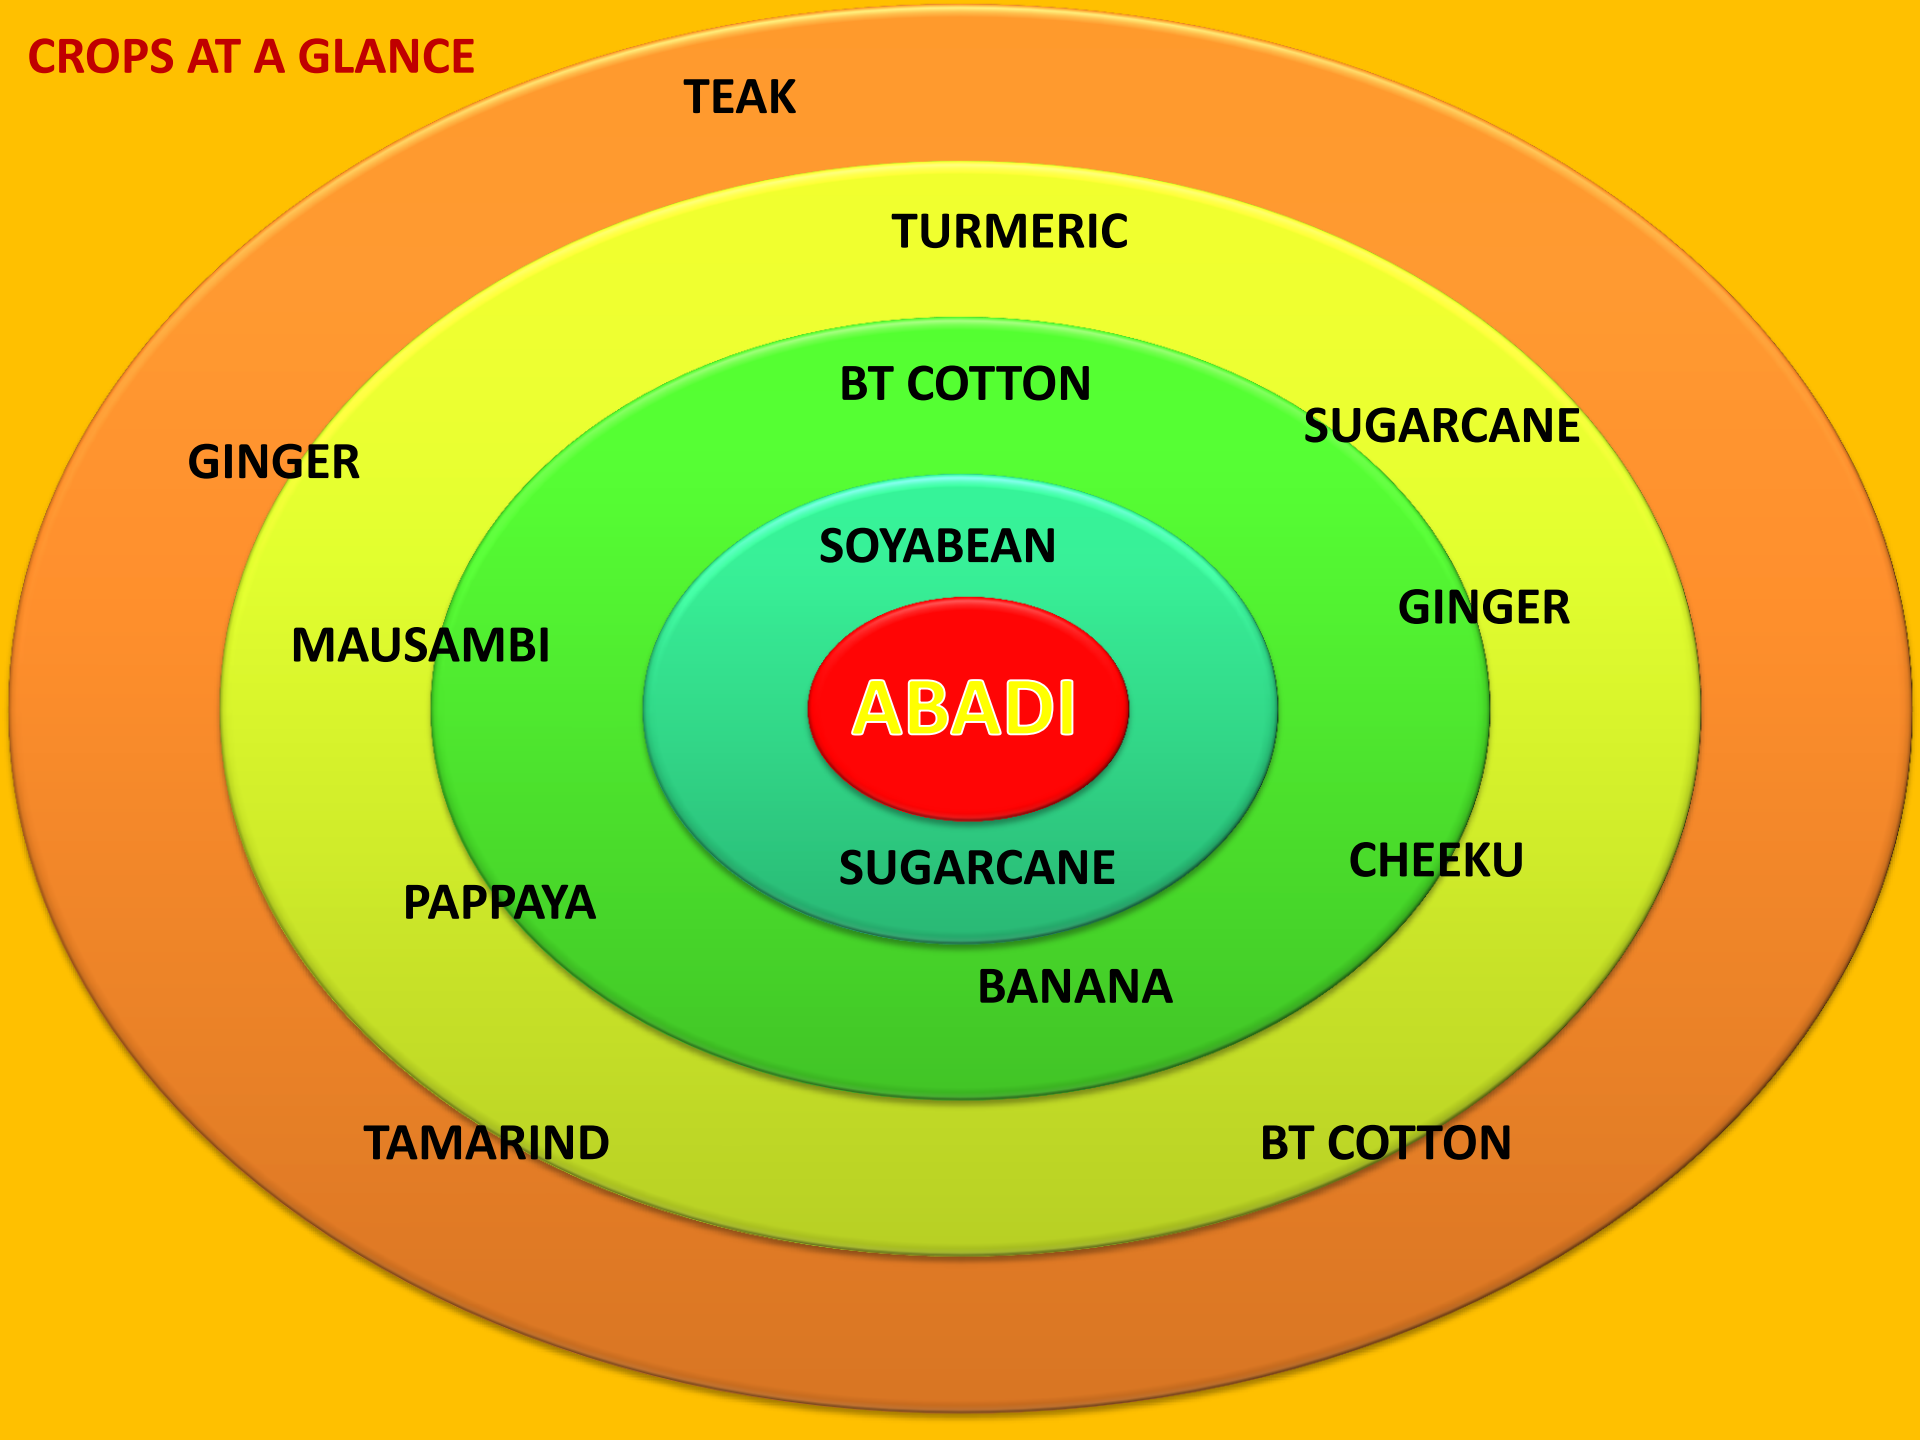 CROPS AT A GLANCE
TEAK
TURMERIC
BT COTTON
SUGARCANE
GINGER
SOYABEAN
GINGER
MAUSAMBI
ABADI
CHEEKU
SUGARCANE
PAPPAYA
BANANA
TAMARIND
BT COTTON